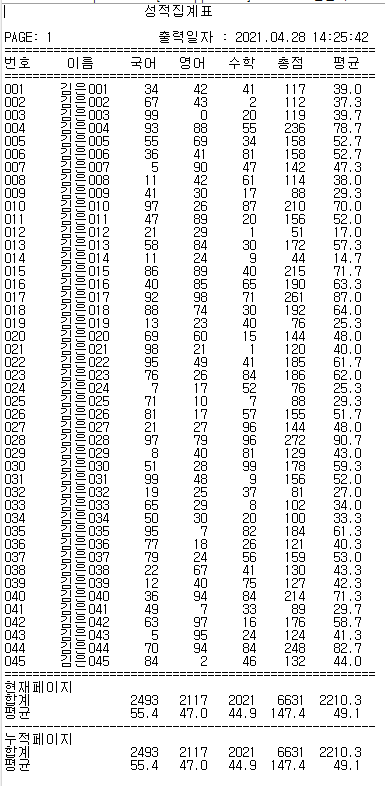 성적집계표
PAGE: 1 출력일자 : 2021.04.28 14:25:42
번호 이름 국어 영어 수학 총점 평균
001 김은001 34 42 41 117 39.0
002 김은002 67 43 2 112 37.3
003 김은003 99 0 20 119 39.7
004 김은004 93 88 55 236 78.7
005 김은005 55 69 34 158 52.7
006 김은006 36 41 81 158 52.7
007 김은007 5 90 47 142 47.3
008 김은008 11 42 61 114 38.0
009 김은009 41 30 17 88 29.3
010 김은010 97 26 87 210 70.0
011 김은011 47 89 20 156 52.0
012 김은012 21 29 1 51 17.0
013 김은013 58 84 30 172 57.3
014 김은014 11 24 9 44 14.7
015 김은015 86 89 40 215 71.7
016 김은016 40 85 65 190 63.3
017 김은017 92 98 71 261 87.0
018 김은018 88 74 30 192 64.0
019 김은019 13 23 40 76 25.3
020 김은020 69 60 15 144 48.0
021 김은021 98 21 1 120 40.0
022 김은022 95 49 41 185 61.7
023 김은023 76 26 84 186 62.0
024 김은024 7 17 52 76 25.3
025 김은025 71 10 7 88 29.3
026 김은026 81 17 57 155 51.7
027 김은027 21 27 96 144 48.0
028 김은028 97 79 96 272 90.7
029 김은029 8 40 81 129 43.0
030 김은030 51 28 99 178 59.3
031 김은031 99 48 9 156 52.0
032 김은032 19 25 37 81 27.0
033 김은033 65 29 8 102 34.0
034 김은034 50 30 20 100 33.3
035 김은035 95 7 82 184 61.3
036 김은036 77 18 26 121 40.3
037 김은037 79 24 56 159 53.0
038 김은038 22 67 41 130 43.3
039 김은039 12 40 75 127 42.3
040 김은040 36 94 84 214 71.3
041 김은041 49 7 33 89 29.7
042 김은042 63 97 16 176 58.7
043 김은043 5 95 24 124 41.3
044 김은044 70 94 84 248 82.7
045 김은045 84 2 46 132 44.0
현재페이지
합계 2493 2117 2021 6631 2210.3
평균 55.4 47.0 44.9 147.4 49.1
누적페이지
합계 2493 2117 2021 6631 2210.3
평균 55.4 47.0 44.9 147.4 49.1